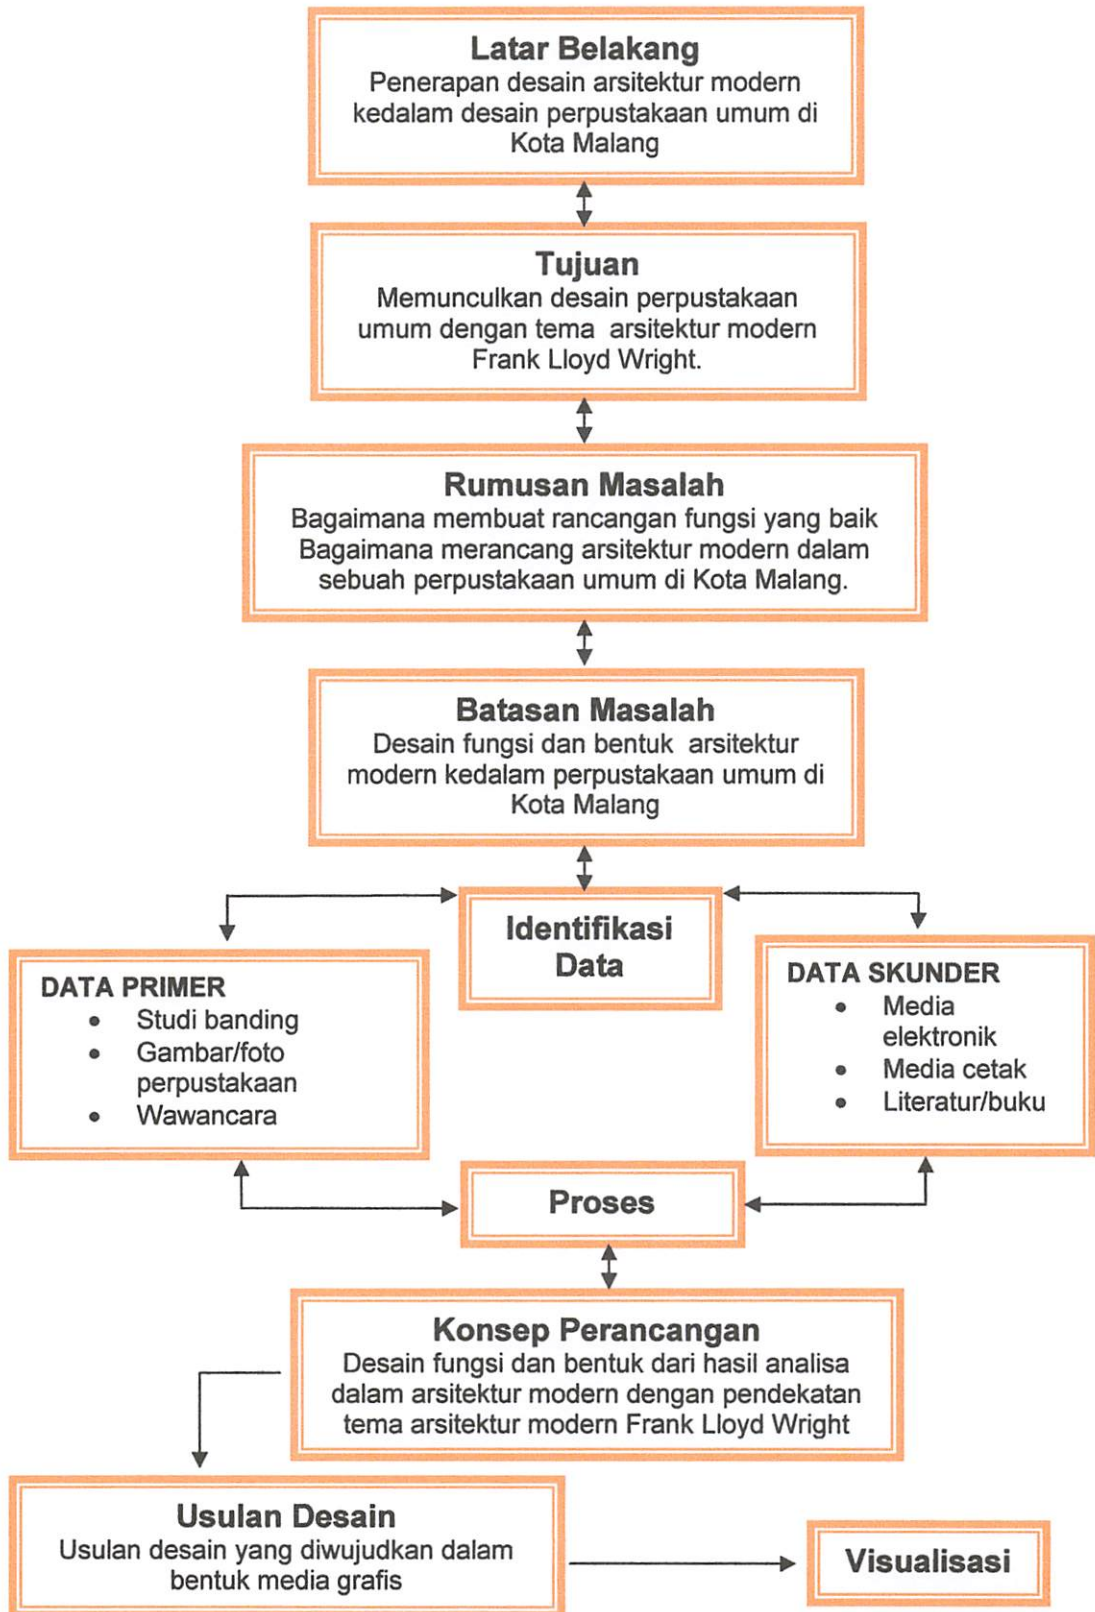 Latar Belakang
Penerapan desain arsitektur modern
kedalam desain perpustakaan umum di
Kota Malang
Tujuan
Memunculkan desain perpustakaan
umum dengan tema arsitektur modern
Frank Lloyd Wright.
Rumusan Masalah
Bagaimana membuat rancangan fungsi yang baik
Bagaimana merancang arsitektur modern dalam
sebuah perpustakaan umum di Kota Malang.
Batasan Masalah
Desain fungsi dan bentuk arsitektur
modern kedalam perpustakaan umum di
Kota Malang
Identifikasi
Data
DATA PRIMER
• Studi banding
• Gambar/foto
perpustakaan
• Wawancara
DATA SKUNDER
• Media
elektronik
• Media cetak
• Literatur/buku
Proses
Konsep Perancangan
Desain fungsi dan bentuk dari hasil analisa
dalam arsitektur modern dengan pendekatan
tema arsitektur modern Frank Lloyd Wright
Usulan Desain
Usulan desain yang diwujudkan dalam
bentuk media grafis
Visualisasi